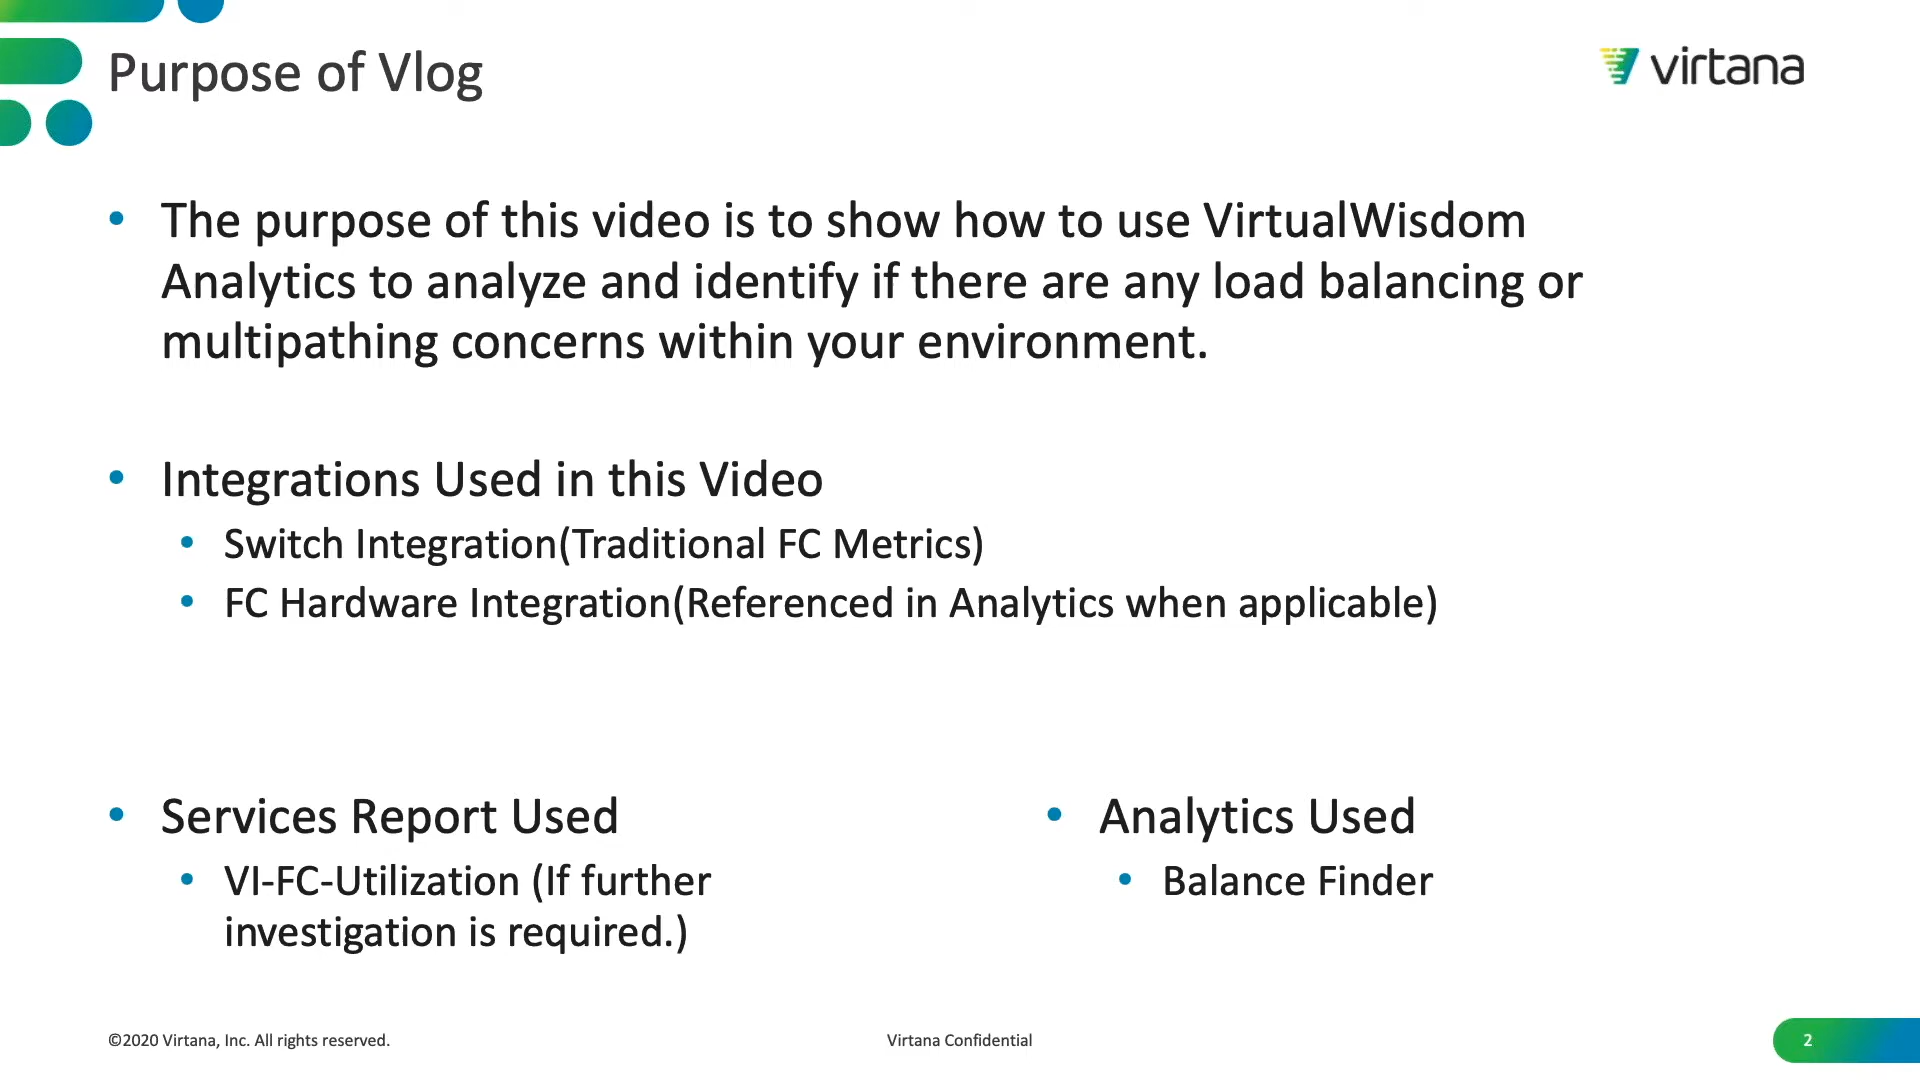 Purpose of Vlog
virtana
• The purpose of this video is to show how to use VirtualWisdom
Analytics to analyze and identify if there are any load balancing or
multipathing concerns within your environment.
• Integrations Used in this Video
• Switch Integration(Traditional FC Metrics)
• FC Hardware Integration(Referenced in Analytics when applicable)
• Services Report Used
• VI-FC-Utilization (If further
investigation is required.)
• Analytics Used
• Balance Finder
©2020 Virtana, Inc. All rights reserved.
Virtana Confidential
2